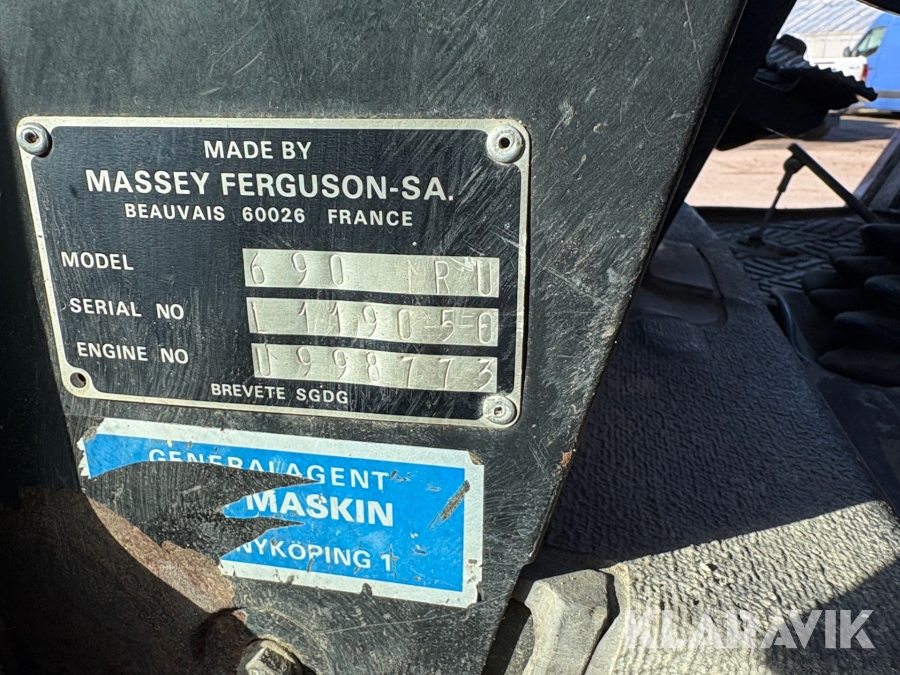 MADE BY
MASSEY FERGUSON-SA.
BEAUVAIS 60026 FRANCE
MODEL 690 RU
SERIAL NO L 119050
ENGINE NO U998773
BREVETE SGDG
GENERALAGENT
MASKIN
NYKÖPING 1
KLARAVIK